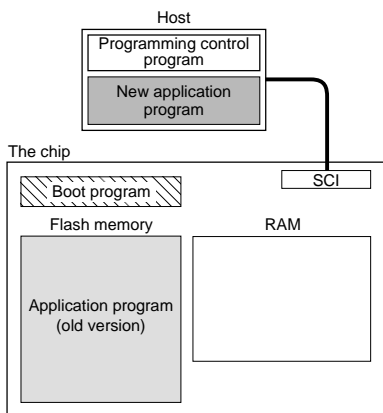 Host
Programming control
program
New application
program
The chip
SCI
Boot program
Flash memory
RAM
Application program
(old version)